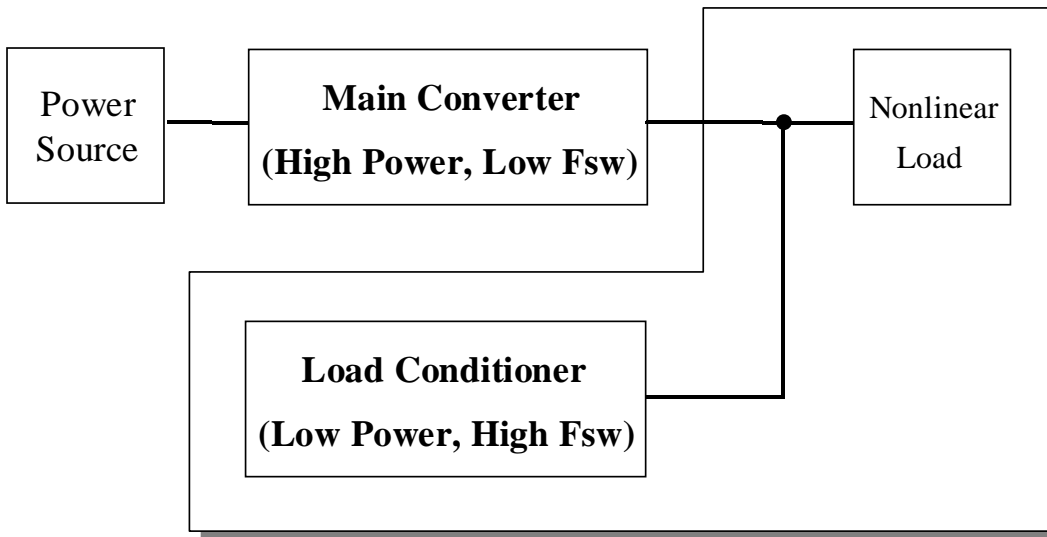 Power
Source
Main Converter
(High Power, Low Fsw)
Nonlinear
Load
Load Conditioner
(Low Power, High Fsw)